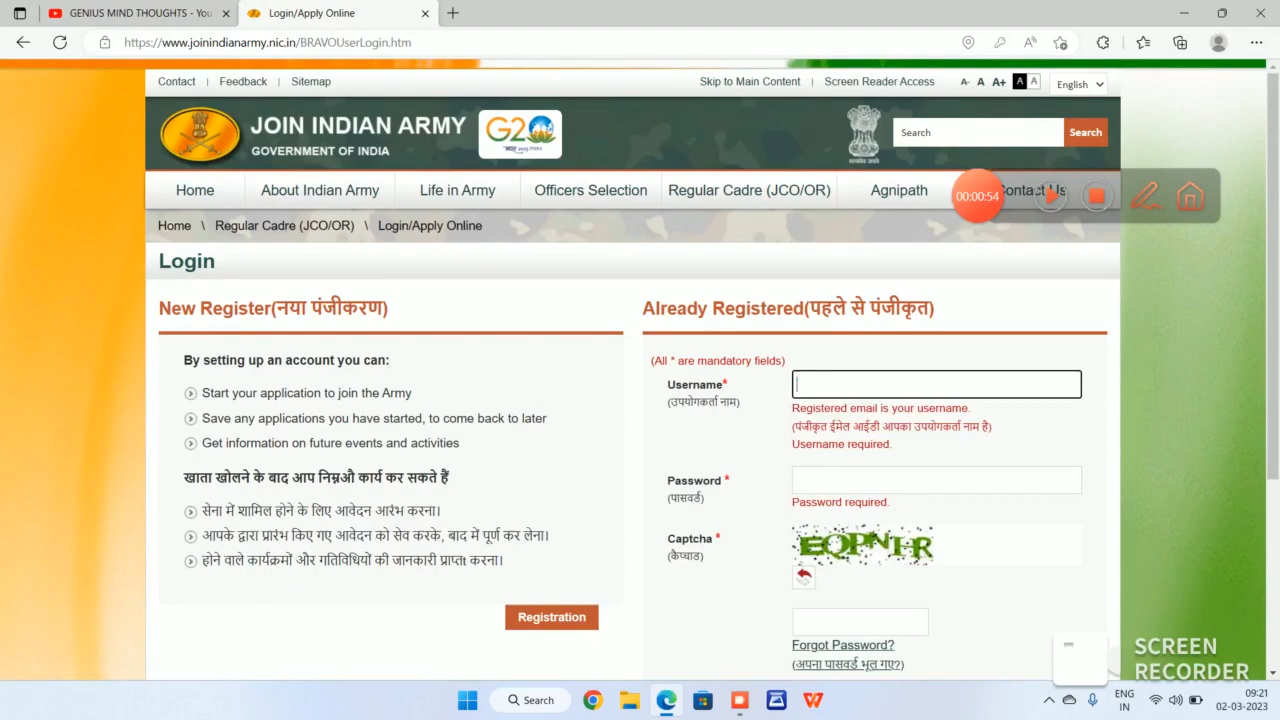 GENIUS MIND THOUGHTS - You
Login/Apply Online
https://www.joinindianarmy.nic.in/BRAVOUserLogin.htm
Contact | Feedback | Sitemap
Skip to Main Content | Screen Reader Access A- A A+ A A English
JOIN INDIAN ARMY
GOVERNMENT OF INDIA
G20
Search Search
Home About Indian Army Life in Army Officers Selection Regular Cadre (JCO/OR) Agnipath Contact Us
00:00:54
Home \ Regular Cadre (JCO/OR) \ Login/Apply Online
Login
New Register(नया पंजीकरण)
By setting up an account you can:
Start your application to join the Army
Save any applications you have started, to come back to later
Get information on future events and activities
खाता खोलने के बाद आप निम्नऔ कार्य कर सकते हैं
सेना में शामिल होने के लिए आवेदन आरंभ करना।
आपके द्वारा प्रारंभ किए गए आवेदन को सेव करके, बाद में पूर्ण कर लेना।
होने वाले कार्यक्रमों और गतिविधियों की जानकारी प्राप्तt करना।
Registration
Already Registered(पहले से पंजीकृत)
(All * are mandatory fields)
Username*
(उपयोगकर्ता नाम)
Registered email is your username.
(पंजीकृत ईमेल आईडी आपका उपयोगकर्ता नाम है)
Username required.
Password *
(पासवर्ड)
Password required.
Captcha *
(कैप्चाड)
EQPNHR
Forgot Password?
(अपना पासवर्ड भूल गए?)
SCREEN
RECORDER
Search
ENG
IN
09:21
02-03-2023